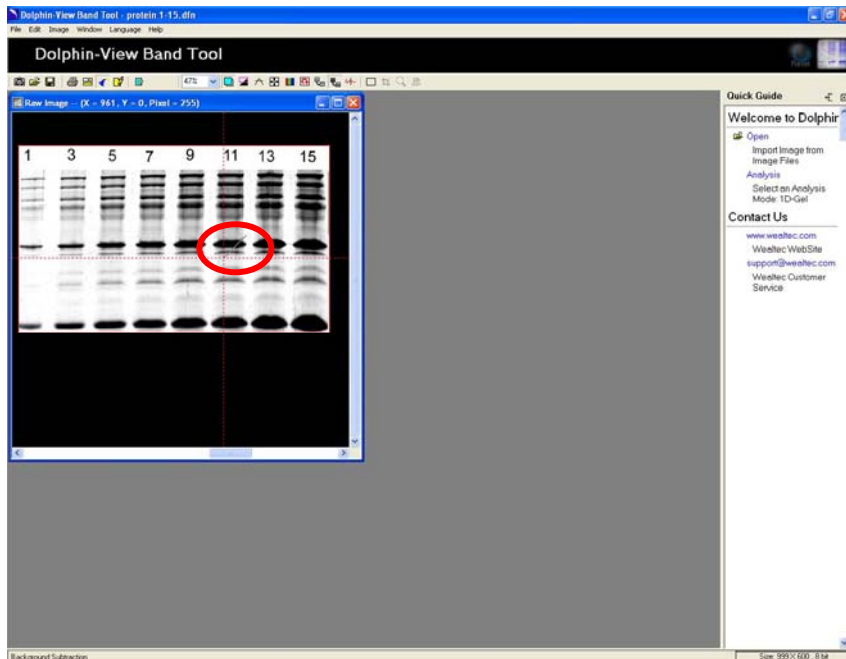 Dolphin-View Band Tool - protein 1-15.dfn
File Edit Image Window Language Help
Dolphin-View Band Tool
47%
Raw Image -- (X = 961, Y = 0, Pixel = 255)
1 3 5 7 9 11 13 15
Quick Guide
Welcome to Dolphin
Open
Import Image from
Image Files
Analysis
Select an Analysis
Mode: 1D-Gel
Contact Us
www.wealtec.com
Wealtec WebSite
support@wealtec.com
Wealtec Customer
Service
Background Subtraction
Size: 999X600 , 8 bit